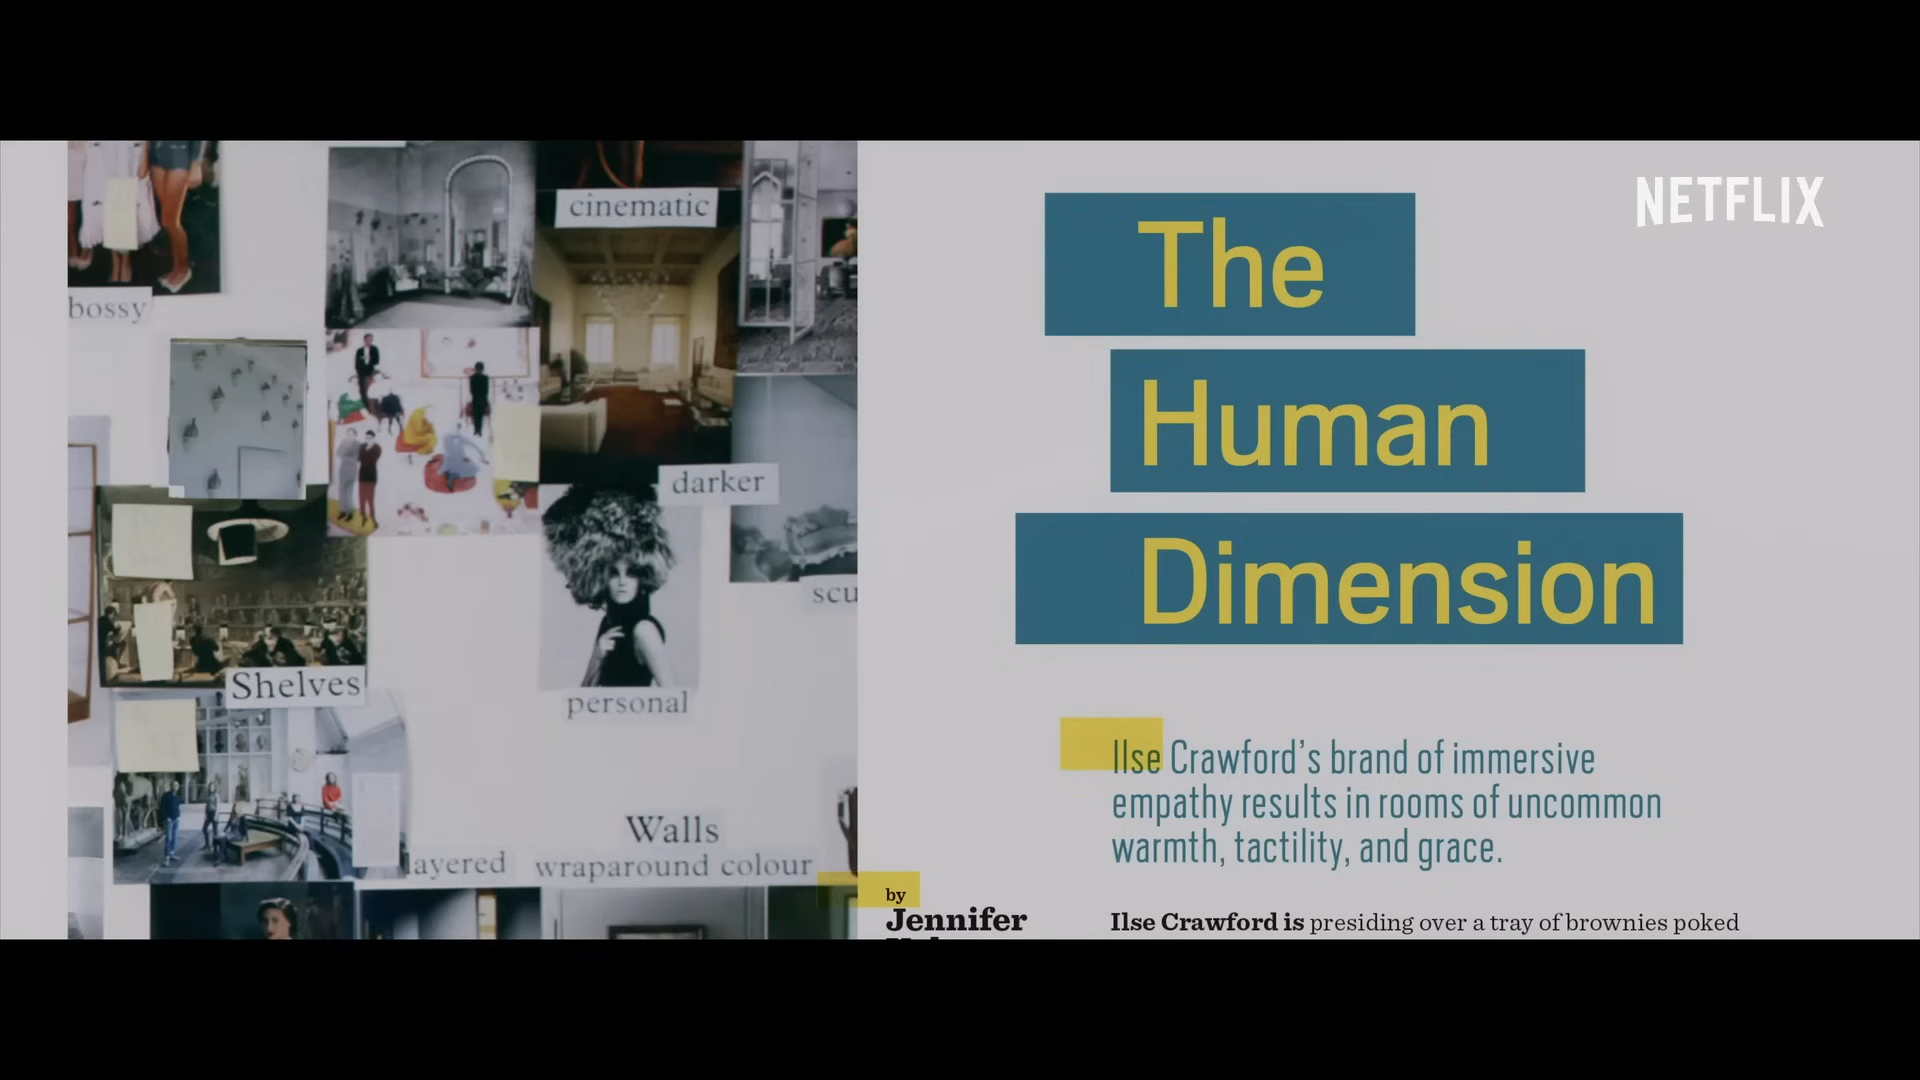 cinematic
bossy
darker
scu
Shelves
personal
Walls
layered
wraparound colour
NETFLIX
The
Human
Dimension
Ilse Crawford's brand of immersive
empathy results in rooms of uncommon
warmth, tactility, and grace.
by
Jennifer
Ilse Crawford is presiding over a tray of brownies poked